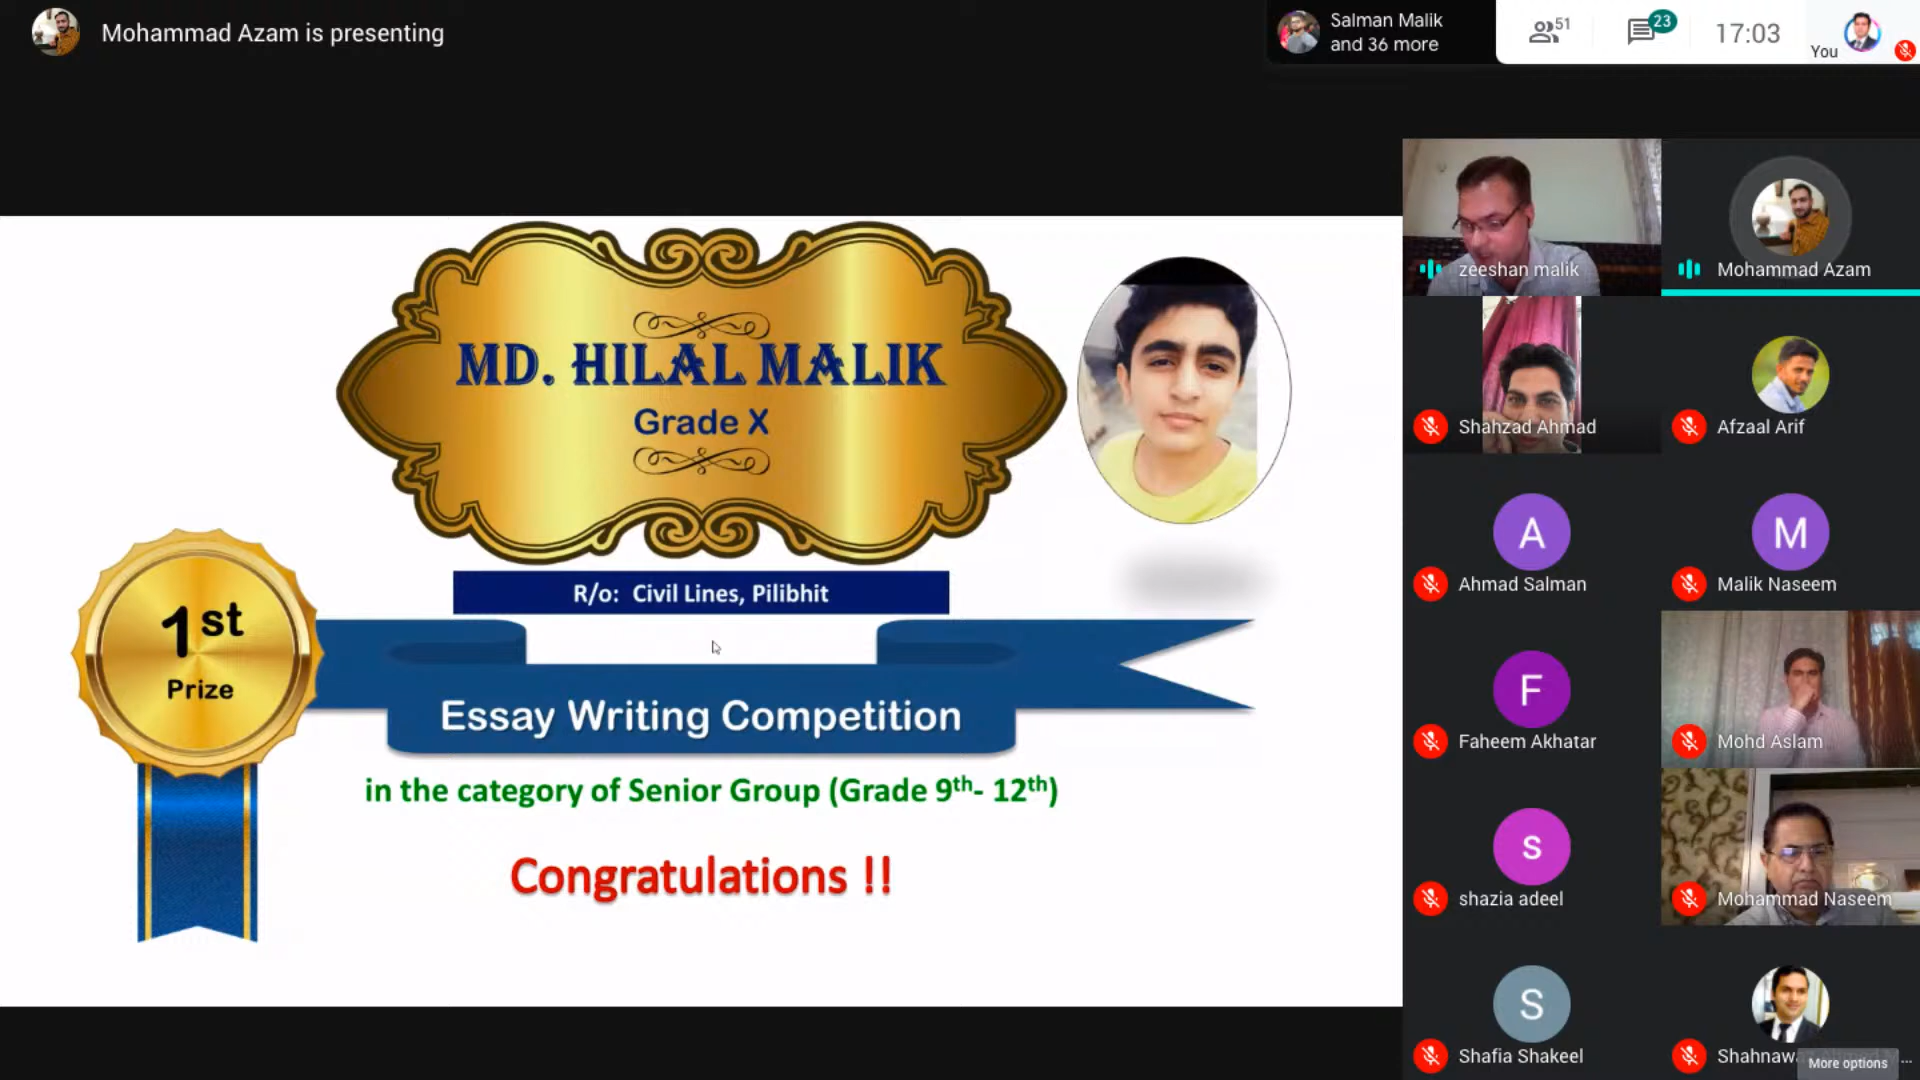 Mohammad Azam is presenting
Salman Malik
and 36 more
51
23
17:03
You
MD. HILAL MALIK
Grade X
R/o: Civil Lines, Pilibhit
1st
Prize
Essay Writing Competition
in the category of Senior Group (Grade 9th- 12th)
Congratulations !!
zeeshan malik
Mohammad Azam
Shahzad Ahmad
Afzaal Arif
A
Ahmad Salman
M
Malik Naseem
F
Faheem Akhatar
Mohd Aslam
s
shazia adeel
Mohammad Naseem
S
Shafia Shakeel
More options